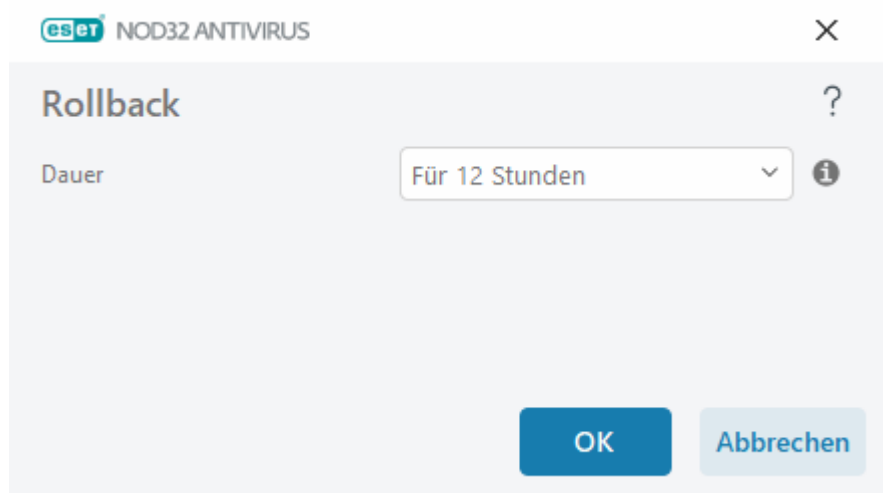 eset NOD32 ANTIVIRUS
Rollback
?
Dauer
Für 12 Stunden
OK
Abbrechen